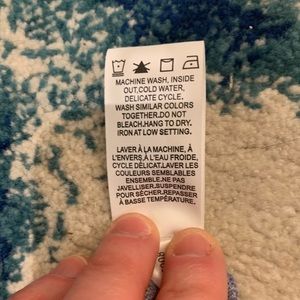 MACHINE WASH, INSIDE
OUT,COLD WATER,
DELICATE CYCLE.
WASH SIMILAR COLORS
TOGETHER.DO NOT
BLEACH.HANG TO DRY.
IRON AT LOW SETTING.
LAVER À LA MACHINE, À
L'ENVERS,À L'EAU FROIDE,
CYCLE DÉLICAT.LAVER LES
COULEURS SEMBLABLES
ENSEMBLE.NE PAS
JAVELLISER.SUSPENDRE
POUR SÉCHER.REPASSER
À BASSE TEMPÉRATURE.